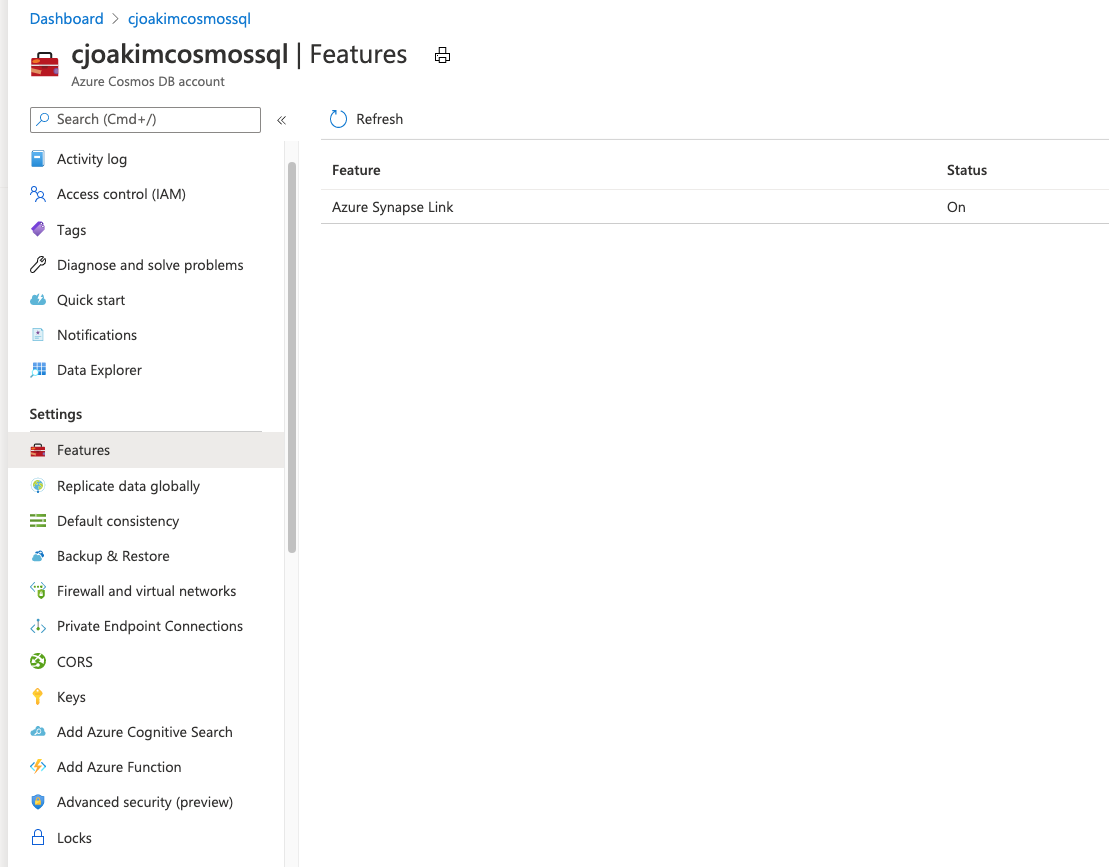 Dashboard > cjoakimcosmossql
cjoakimcosmossql | Features
Azure Cosmos DB account
Search (Cmd+/)
«
Refresh
Activity log
Access control (IAM)
Tags
Diagnose and solve problems
Quick start
Notifications
Data Explorer
Settings
Features
Replicate data globally
Default consistency
Backup & Restore
Firewall and virtual networks
Private Endpoint Connections
CORS
Keys
Add Azure Cognitive Search
Add Azure Function
Advanced security (preview)
Locks
Feature Status
Azure Synapse Link On